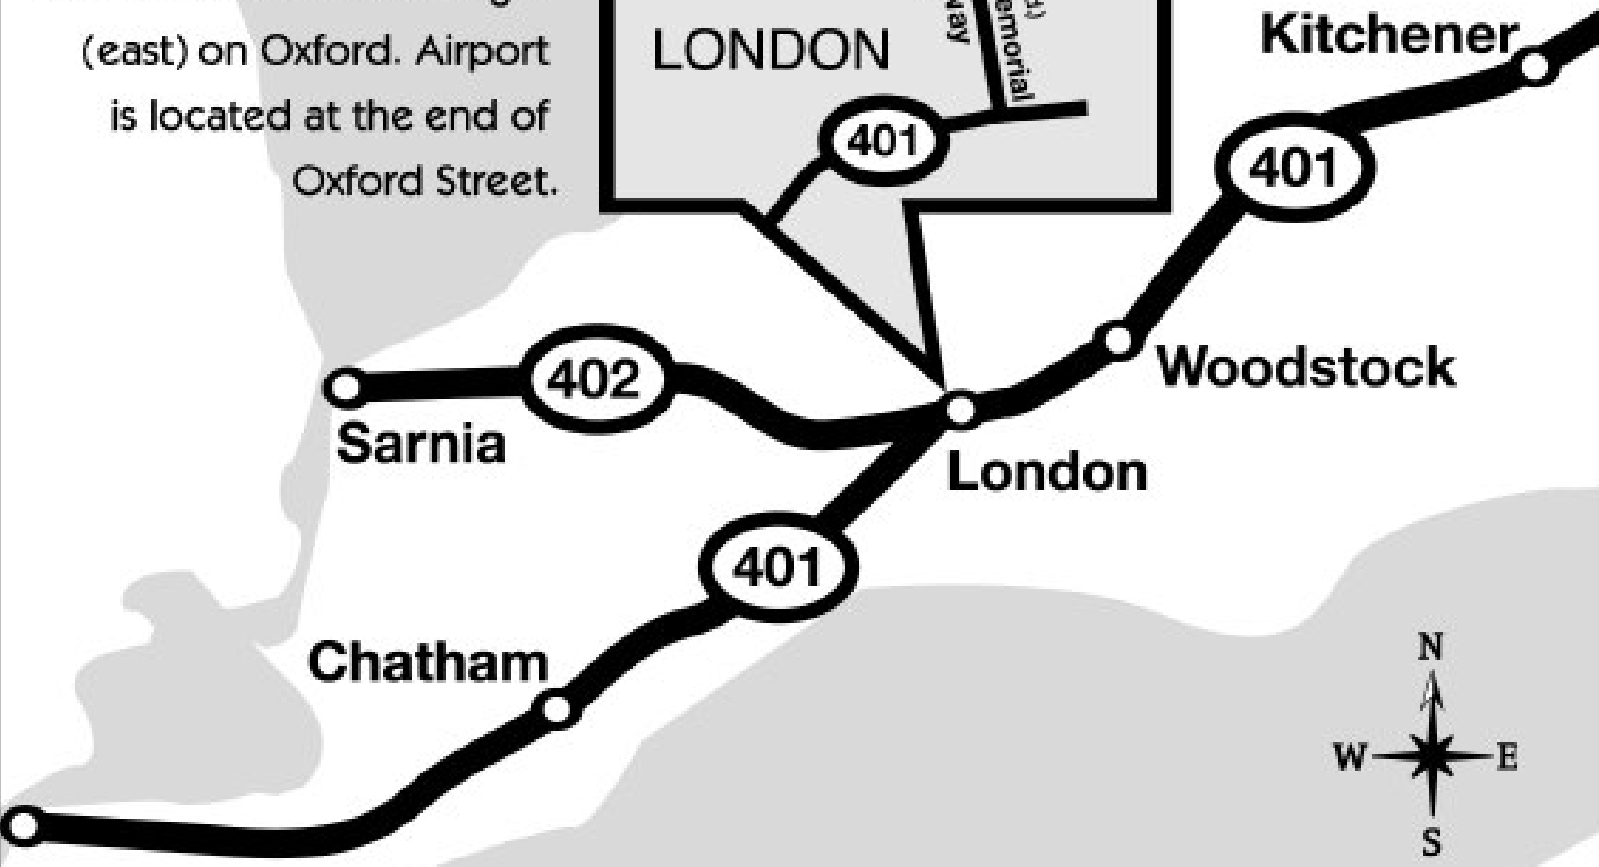 (east) on Oxford. Airport
is located at the end of
Oxford Street.
LONDON
401
Kitchener
401
402
Woodstock
Sarnia
London
401
Chatham
N
W E
S